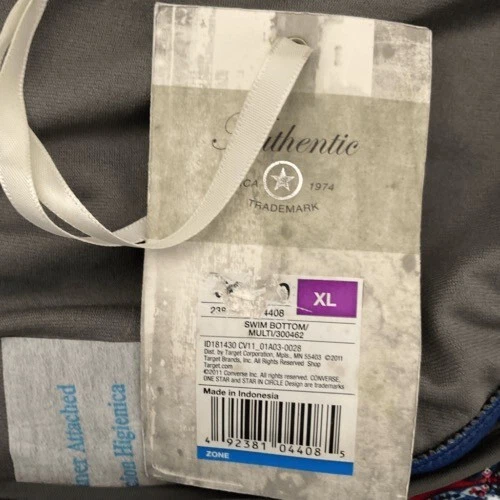 Authentic
1974
TRADEMARK
XL
4408
SWIM BOTTOM/
MULTI/300462
ID181430 CV11_01A03-0028
Dist. by Target Corporation, Mpls., MN 55403 ©2011
Target Brands, Inc. All Rights Reserved Shop
Target.com
©2011 Converse Inc. All rights reserved. CONVERSE,
ONE STAR and STAR IN CIRCLE Design are trademarks
Made in Indonesia
4 92381 04408 5
ZONE
Attached
Higienica